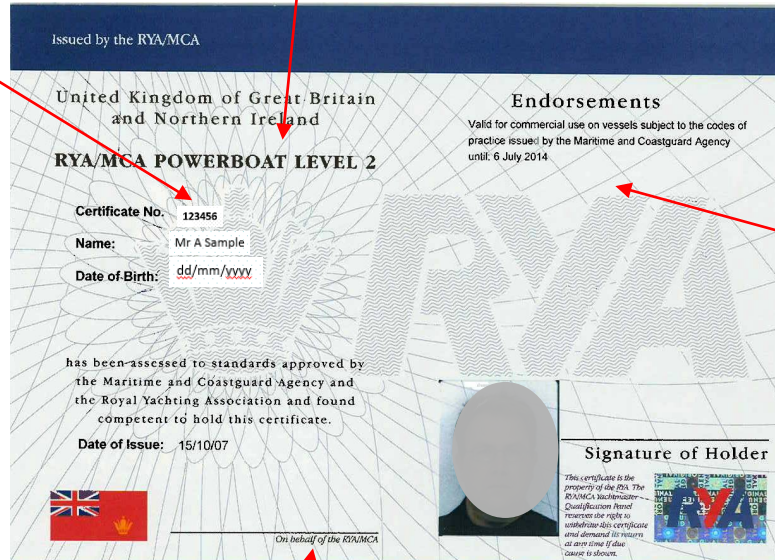 Issued by the RYA/MCA
United Kingdom of Great Britain
and Northern Ireland
RYA/MCA POWERBOAT LEVEL 2
Certificate No. 123456
Name: Mr A Sample
Date of Birth: dd/mm/yyyy
has been assessed to standards approved by
the Maritime and Coastguard Agency and
the Royal Yachting Association and found
competent to hold this certificate.
Date of Issue: 15/10/07
On behalf of the RYA/MCA
Endorsements
Valid for commercial use on vessels subject to the codes of
practice issued by the Maritime and Coastguard Agency
until: 6 July 2014
RYA
Signature of Holder
This certificate is the
property of the RYA. The
RYA/MCA Yachtmaster
Qualification Panel
reserves the right to
withdraw this certificate
and demand its return
at any time if due
cause is shown.
RYA